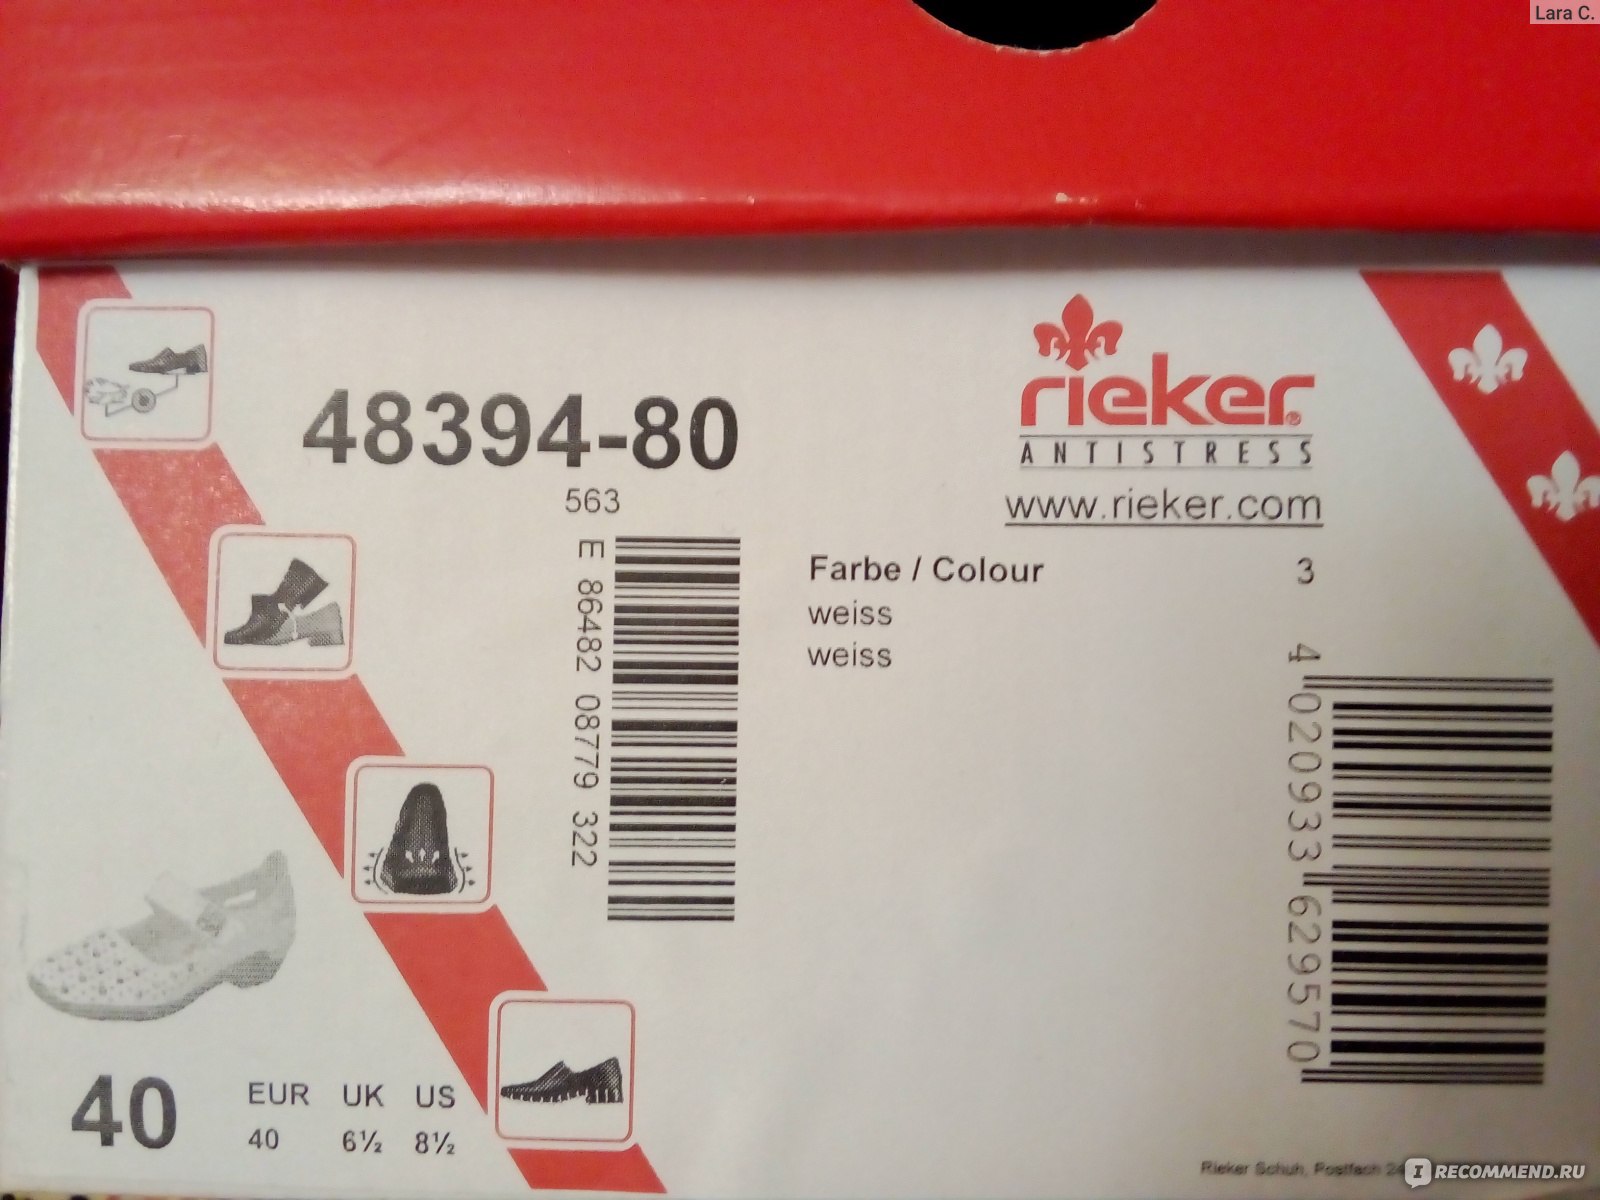 Lara C.
48394-80
563
E 86482 08779 322
rieker®
ANTISTRESS
www.rieker.com
Farbe / Colour 3
weiss
weiss
4 020933 629570
40
EUR UK US
40 6½ 8½
Rieker Schuh, Postfach
IRECOMMEND.RU